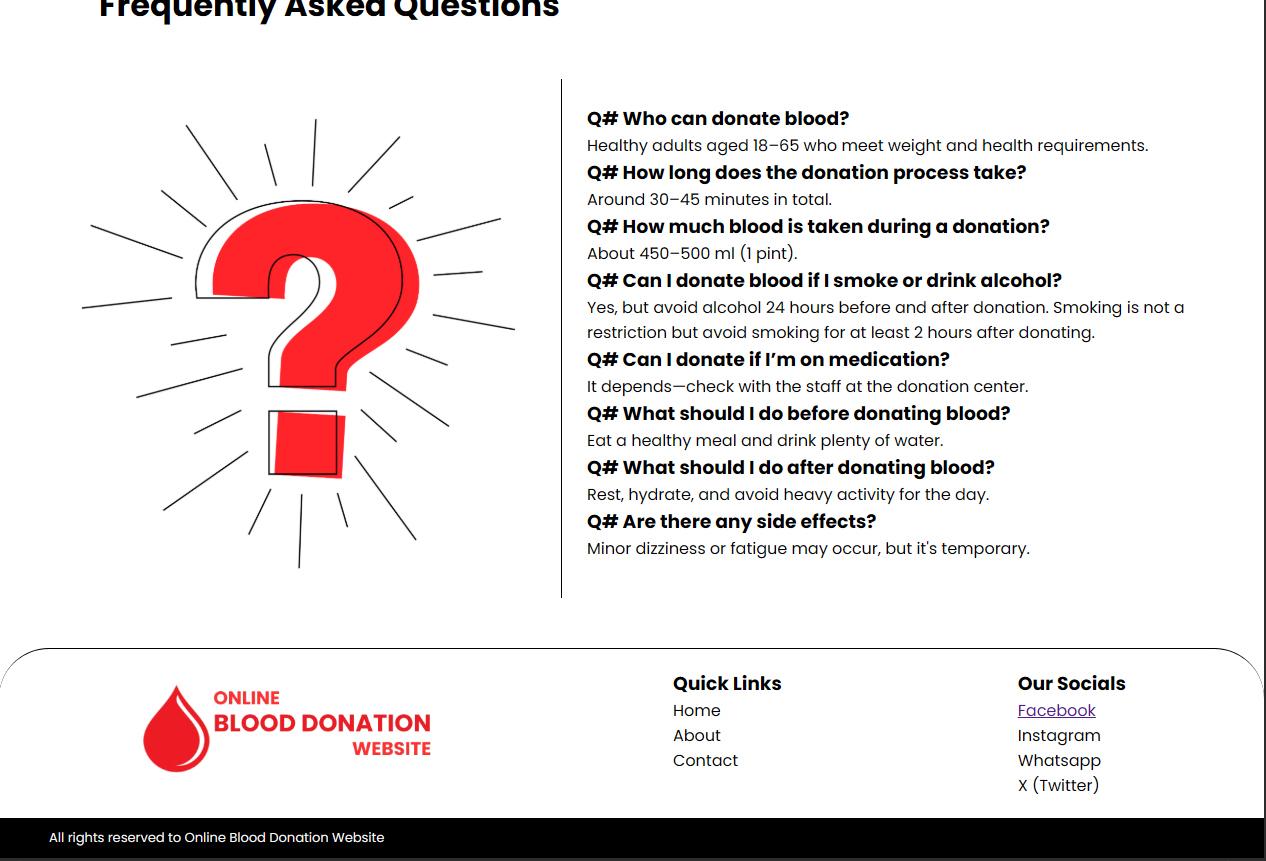 Frequently Asked Questions
Q# Who can donate blood?
Healthy adults aged 18–65 who meet weight and health requirements.
Q# How long does the donation process take?
Around 30–45 minutes in total.
Q# How much blood is taken during a donation?
About 450–500 ml (1 pint).
Q# Can I donate blood if I smoke or drink alcohol?
Yes, but avoid alcohol 24 hours before and after donation. Smoking is not a
restriction but avoid smoking for at least 2 hours after donating.
Q# Can I donate if I’m on medication?
It depends—check with the staff at the donation center.
Q# What should I do before donating blood?
Eat a healthy meal and drink plenty of water.
Q# What should I do after donating blood?
Rest, hydrate, and avoid heavy activity for the day.
Q# Are there any side effects?
Minor dizziness or fatigue may occur, but it's temporary.
ONLINE
BLOOD DONATION
WEBSITE
Quick Links
Home
About
Contact
Our Socials
Facebook
Instagram
Whatsapp
X (Twitter)
All rights reserved to Online Blood Donation Website